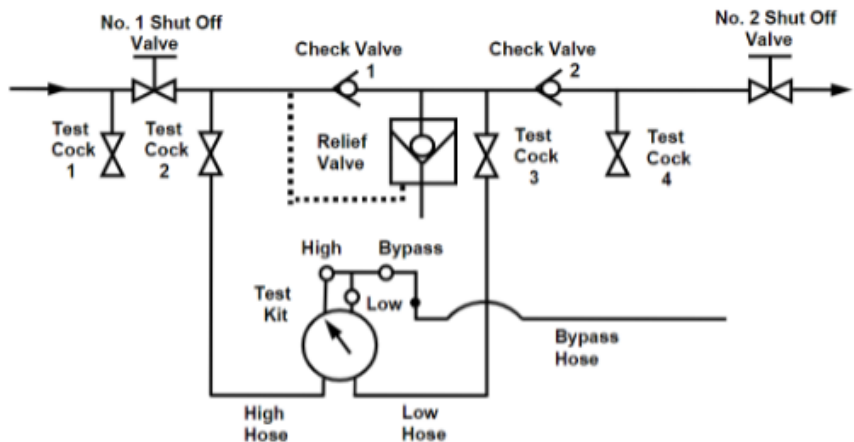 No. 1 Shut Off
Valve
No. 2 Shut Off
Valve
Check Valve
1
Check Valve
2
Test
Cock
1
Test
Cock
2
Relief
Valve
Test
Cock
3
Test
Cock
4
High
Bypass
Test
Kit
Low
Bypass
Hose
High
Hose
Low
Hose